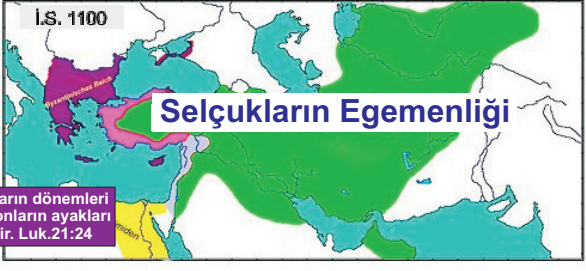 İ.S. 1100
Selçukların Egemenliği
Byzantinisches Reich
ların dönemleri
onların ayakları
ir. Luk.21:24
miden